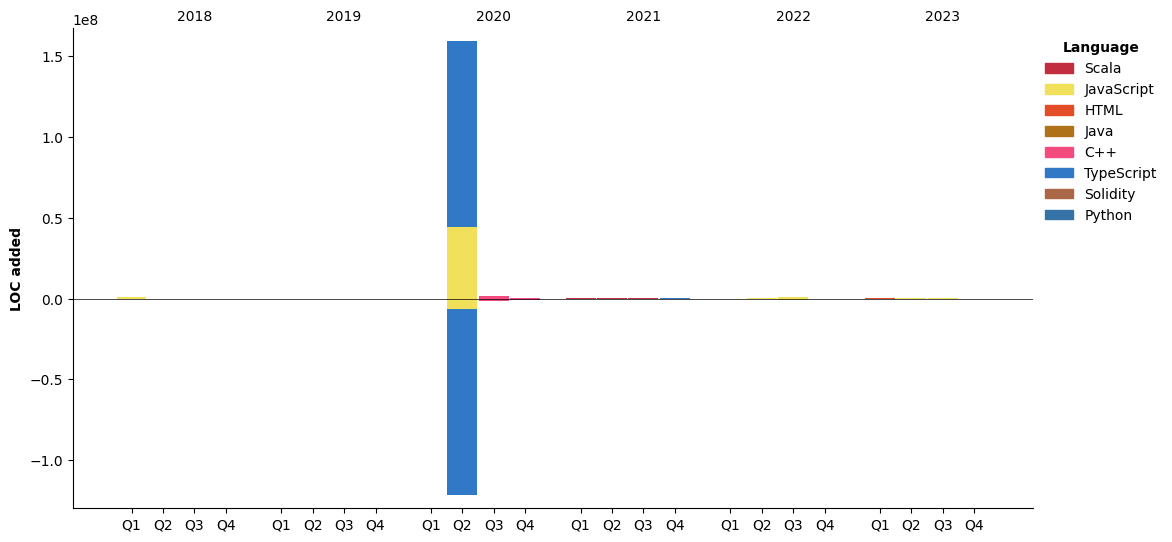 1e8
2018 2019 2020 2021 2022 2023
1.5
1.0
0.5
0.0
−0.5
−1.0
LOC added
Q1 Q2 Q3 Q4 Q1 Q2 Q3 Q4 Q1 Q2 Q3 Q4 Q1 Q2 Q3 Q4 Q1 Q2 Q3 Q4 Q1 Q2 Q3 Q4
Language
Scala
JavaScript
HTML
Java
C++
TypeScript
Solidity
Python